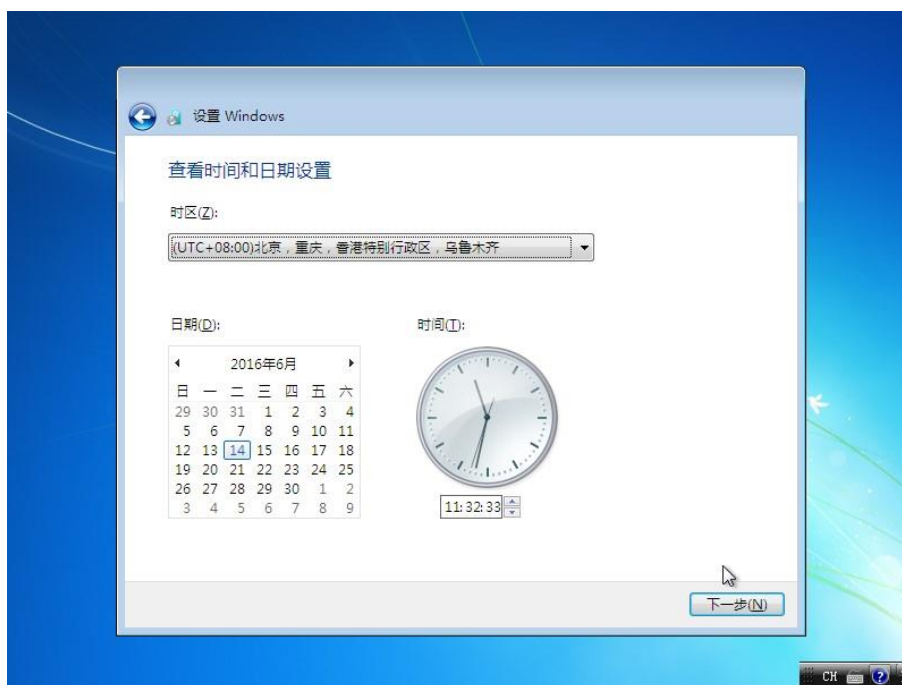 设置 Windows
查看时间和日期设置
时区(Z):
(UTC+08:00)北京，重庆，香港特别行政区，乌鲁木齐
日期(D):
时间(T):
2016年6月
日 一 二 三 四 五 六
29 30 31 1 2 3 4
5 6 7 8 9 10 11
12 13 14 15 16 17 18
19 20 21 22 23 24 25
26 27 28 29 30 1 2
3 4 5 6 7 8 9
11:32:33
下一步(N)
CH ?